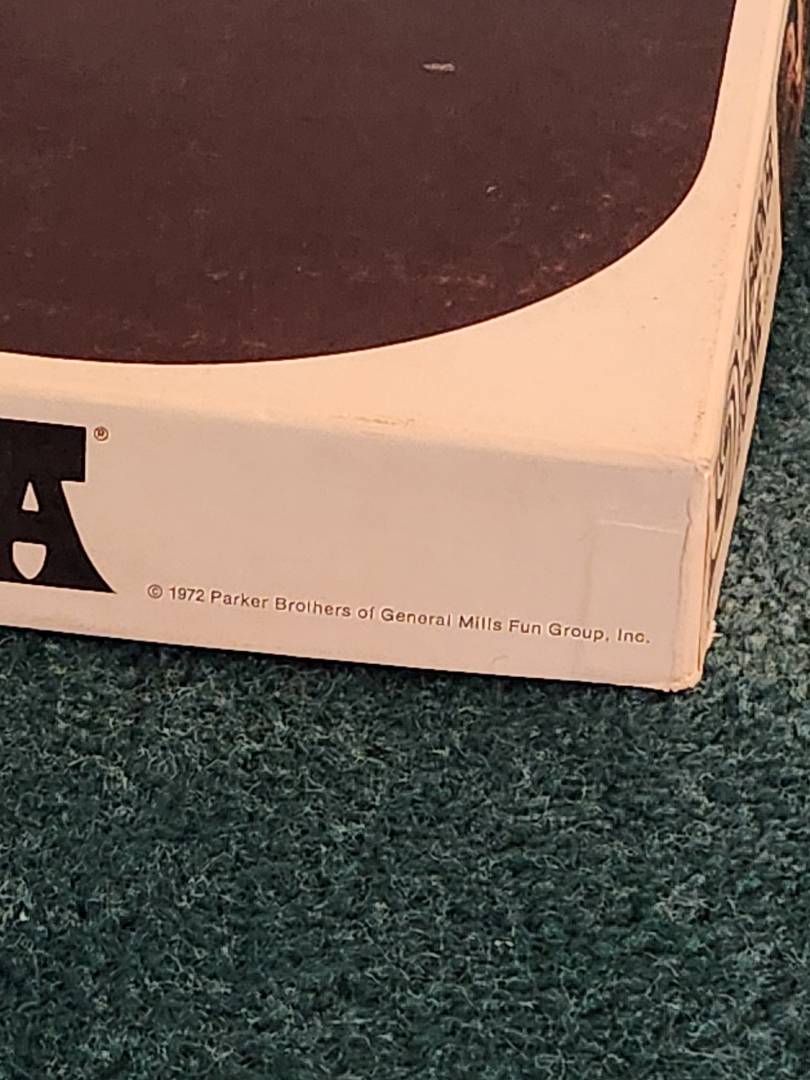 A®
© 1972 Parker Brothers of General Mills Fun Group, Inc.